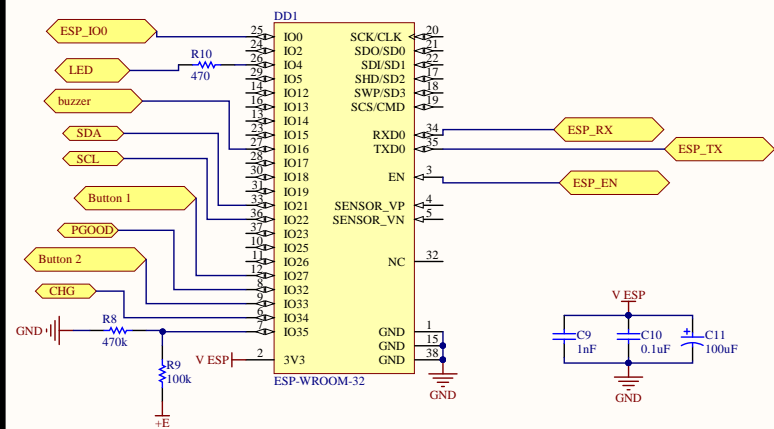 DD1
ESP_IO0
25
IO0
24
IO2
LED
R10
470
26
IO4
29
IO5
14
IO12
buzzer
16
IO13
13
IO14
23
IO15
SDA
27
IO16
28
IO17
SCL
30
IO18
31
IO19
Button 1
33
IO21
36
IO22
PGOOD
37
IO23
10
IO25
Button 2
11
IO26
12
IO27
CHG
8
IO32
9
IO33
6
IO34
GND
R8
470k
7
IO35
R9
100k
+E
V ESP
2
3V3
ESP-WROOM-32
SCK/CLK
20
SDO/SD0
21
SDI/SD1
22
SHD/SD2
17
SWP/SD3
18
SCS/CMD
19
RXD0
34
ESP_RX
TXD0
35
ESP_TX
EN
3
ESP_EN
SENSOR_VP
4
SENSOR_VN
5
NC
32
GND
1
GND
15
GND
38
GND
V ESP
C9
1nF
C10
0.1uF
+
C11
100uF
GND